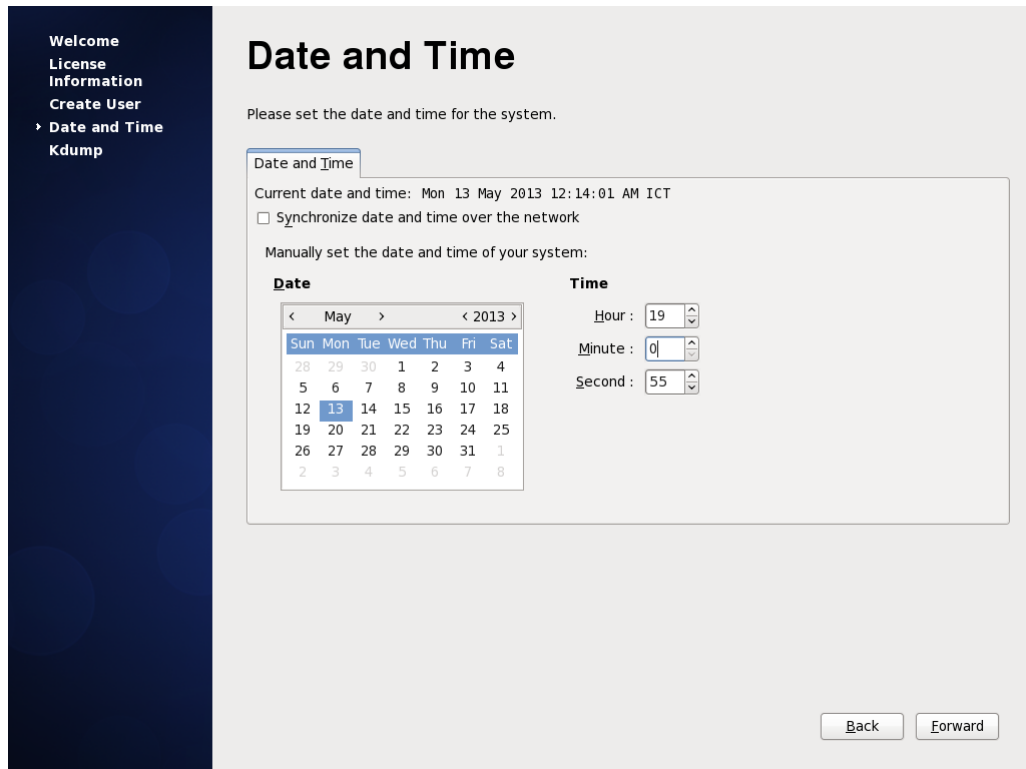 Welcome
License
Information
Create User
Date and Time
Kdump
Date and Time
Please set the date and time for the system.
Date and Time
Current date and time: Mon 13 May 2013 12:14:01 AM ICT
Synchronize date and time over the network
Manually set the date and time of your system:
Date
Time
< May > < 2013 >
Hour : 19
Sun Mon Tue Wed Thu Fri Sat
Minute : 0
28 29 30 1 2 3 4
Second : 55
5 6 7 8 9 10 11
12 13 14 15 16 17 18
19 20 21 22 23 24 25
26 27 28 29 30 31 1
2 3 4 5 6 7 8
Back Forward